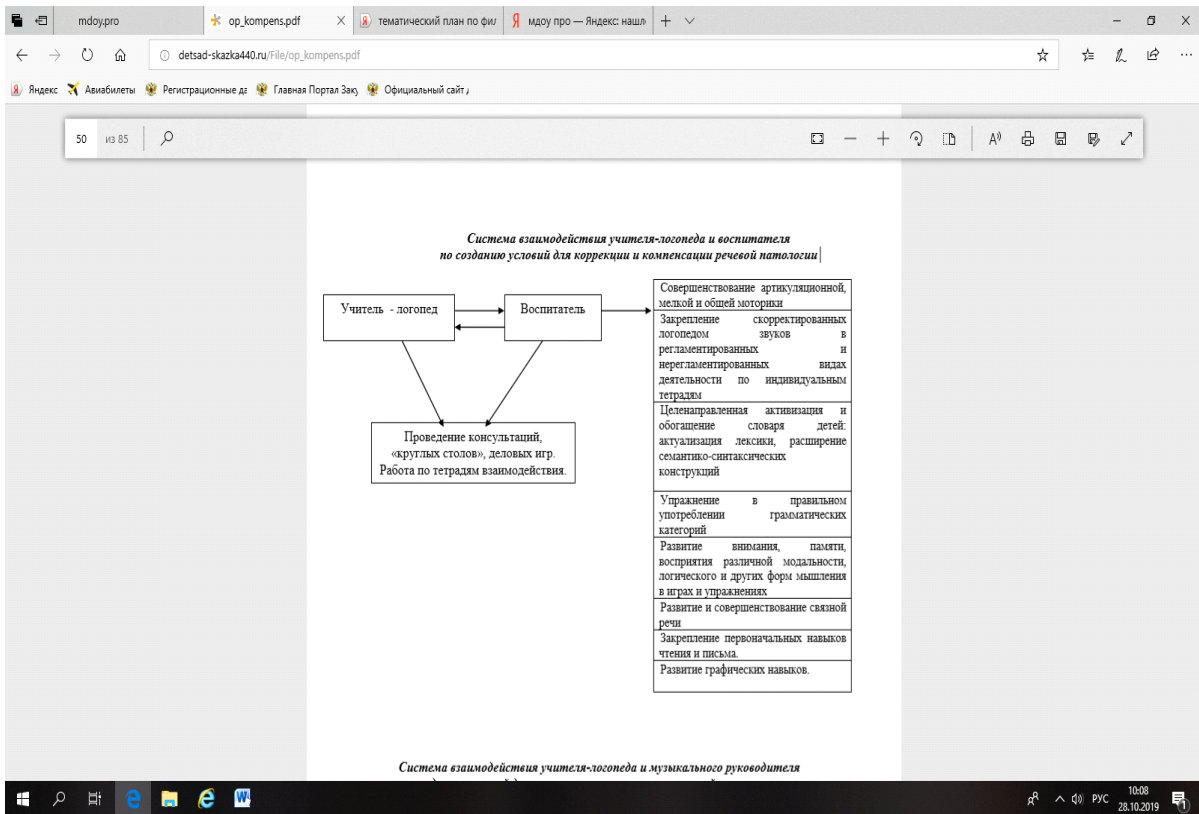 mdoy.pro
op_kompens.pdf
тематический план по фил
мдоу про — Яндекс: нашл
detsad-skazka440.ru/File/op_kompens.pdf
Яндекс
Авиабилеты
Регистрационные да
Главная Портал Заку
Официальный сайт
50 из 85
Система взаимодействия учителя-логопеда и воспитателя
по созданию условий для коррекции и компенсации речевой патологии
Учитель - логопед
Воспитатель
Проведение консультаций,
«круглых столов», деловых игр.
Работа по тетрадям взаимодействия.
Совершенствование артикуляционной,
мелкой и общей моторики
Закрепление скорректированных
логопедом звуков в
регламентированных и
нерегламентированных видах
деятельности по индивидуальным
тетрадям
Целенаправленная активизация и
обогащение словаря детей:
актуализация лексики, расширение
семантико-синтаксических
конструкций
Упражнение в правильном
употреблении грамматических
категорий
Развитие внимания, памяти,
восприятия различной модальности,
логического и других форм мышления
в играх и упражнениях
Развитие и совершенствование связной
речи
Закрепление первоначальных навыков
чтения и письма.
Развитие графических навыков.
Система взаимодействия учителя-логопеда и музыкального руководителя
РУС
10:08
28.10.2019